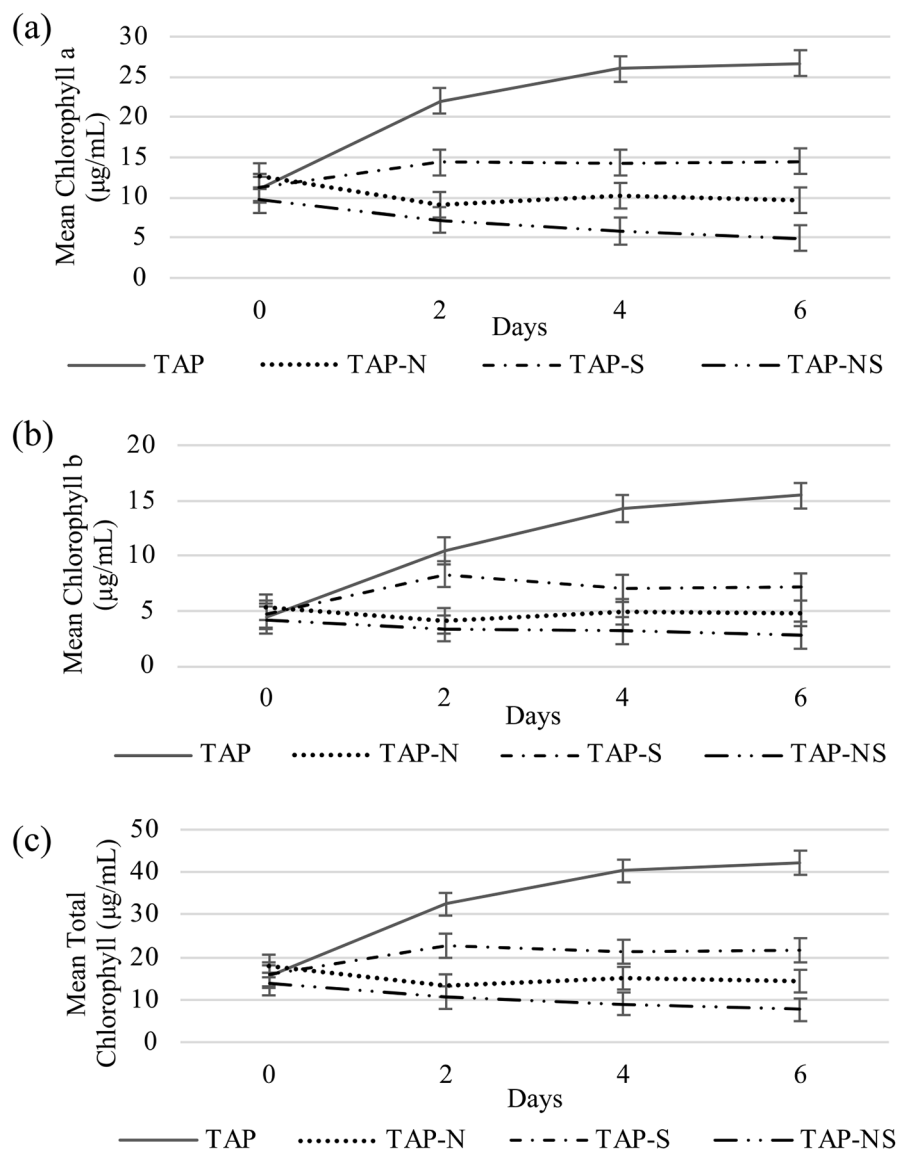 (a)
Mean Chlorophyll a
(µg/mL)
30
25
20
15
10
5
0
0 2 4 6
Days
TAP TAP-N TAP-S TAP-NS
(b)
Mean Chlorophyll b
(µg/mL)
20
15
10
5
0
0 2 4 6
Days
TAP TAP-N TAP-S TAP-NS
(c)
Mean Total
Chlorophyll (µg/mL)
50
40
30
20
10
0
0 2 4 6
Days
TAP TAP-N TAP-S TAP-NS